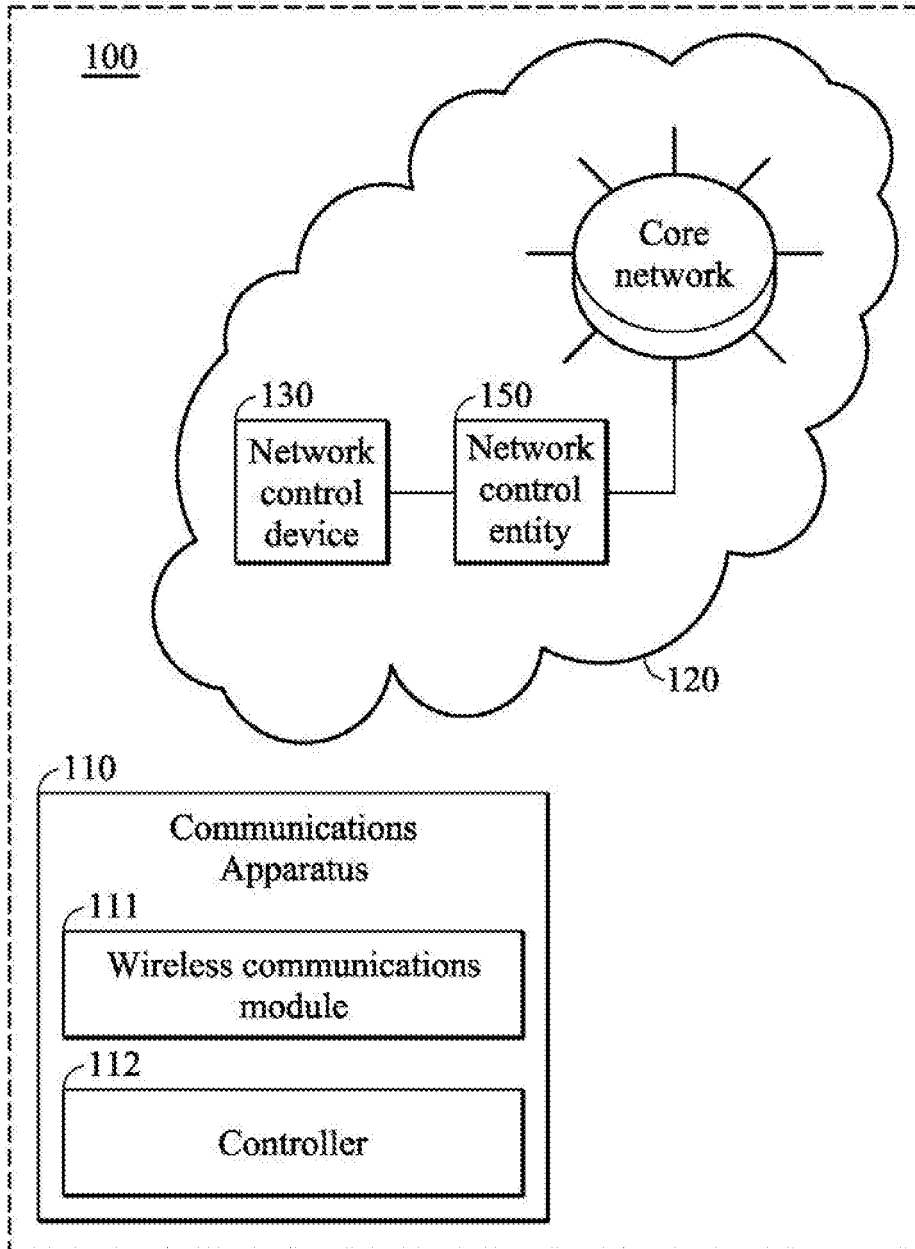 100
Core
network
130
Network
control
device
150
Network
control
entity
120
110
Communications
Apparatus
111
Wireless communications
module
112
Controller